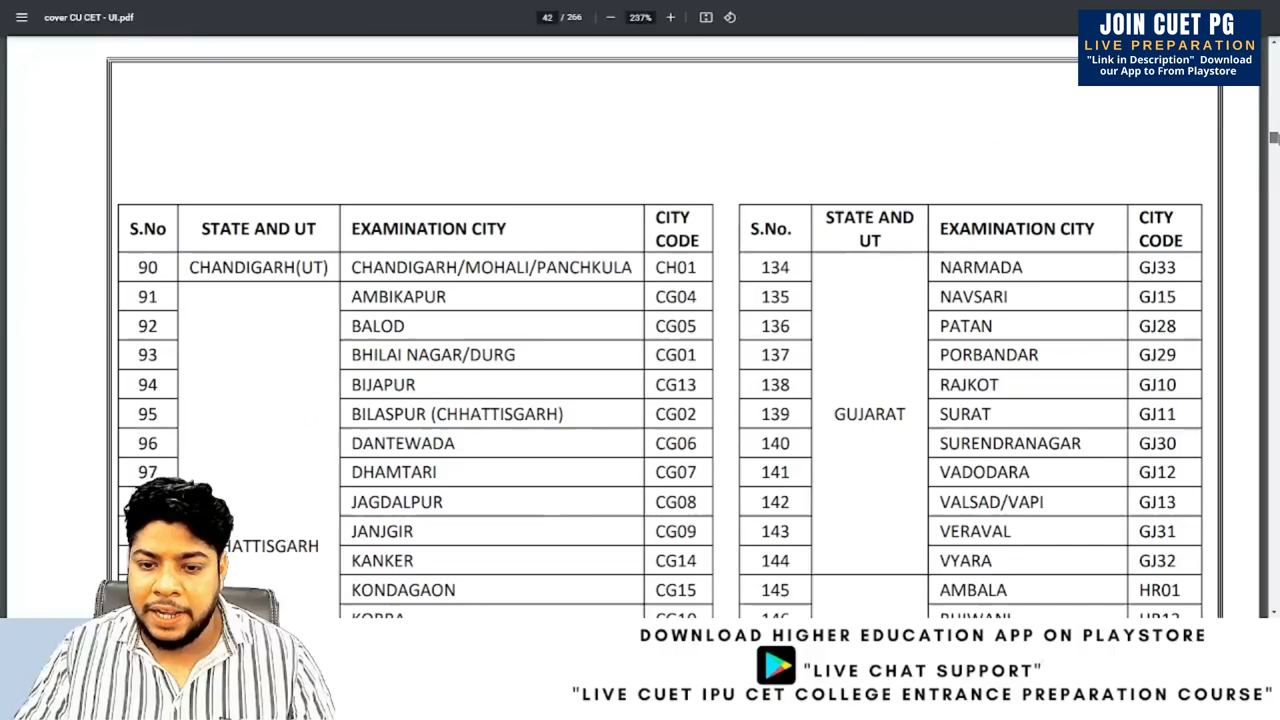 cover CU CET - UI.pdf
42 / 266
237%
JOIN CUET PG
LIVE PREPARATION
"Link in Description" Download
our App to From Playstore
S.No STATE AND UT EXAMINATION CITY CITY CODE
90 CHANDIGARH(UT) CHANDIGARH/MOHALI/PANCHKULA CH01
91 AMBIKAPUR CG04
92 BALOD CG05
93 BHILAI NAGAR/DURG CG01
94 BIJAPUR CG13
95 BILASPUR (CHHATTISGARH) CG02
96 DANTEWADA CG06
97 DHAMTARI CG07
JAGDALPUR CG08
JANJGIR CG09
HATTISGARH
KANKER CG14
KONDAGAON CG15
S.No. STATE AND UT EXAMINATION CITY CITY CODE
134 NARMADA GJ33
135 NAVSARI GJ15
136 PATAN GJ28
137 PORBANDAR GJ29
138 RAJKOT GJ10
139 GUJARAT SURAT GJ11
140 SURENDRANAGAR GJ30
141 VADODARA GJ12
142 VALSAD/VAPI GJ13
143 VERAVAL GJ31
144 VYARA GJ32
145 AMBALA HR01
DOWNLOAD HIGHER EDUCATION APP ON PLAYSTORE
"LIVE CHAT SUPPORT"
"LIVE CUET IPU CET COLLEGE ENTRANCE PREPARATION COURSE"